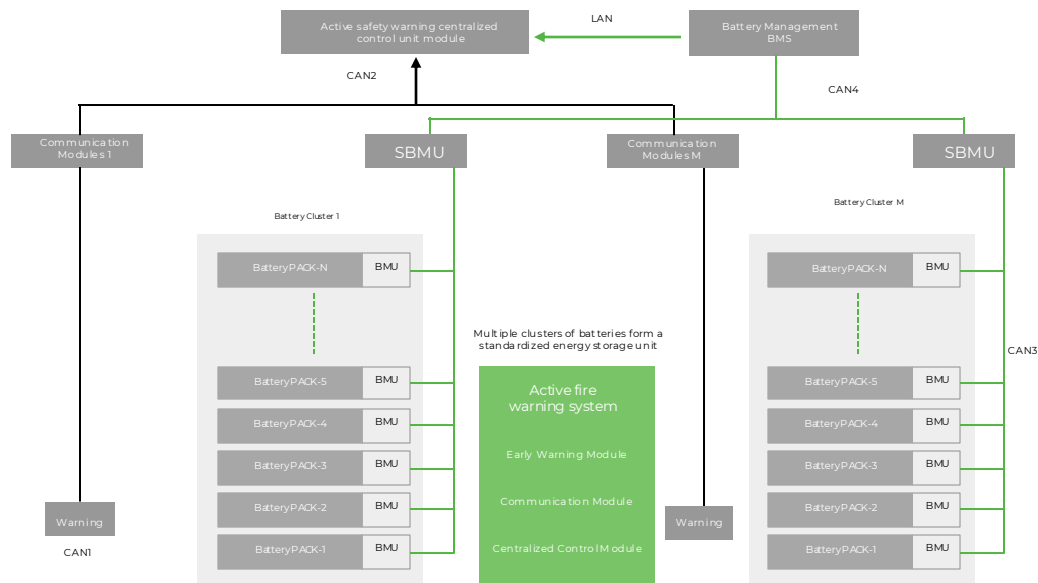 Active safety warning centralized
control unit module
LAN
Battery Management
BMS
CAN2
CAN4
Communication
Modules 1
SBMU
Communication
Modules M
SBMU
Battery Cluster 1
Battery Cluster M
BatteryPACK-N
BMU
BatteryPACK-N
BMU
Multiple clusters of batteries form a
standardized energy storage unit
CAN3
BatteryPACK-5
BMU
BatteryPACK-4
BMU
BatteryPACK-3
BMU
BatteryPACK-2
BMU
BatteryPACK-1
BMU
Active fire
warning system
Early Warning Module
Communication Module
Centralized Control Module
BatteryPACK-5
BMU
BatteryPACK-4
BMU
BatteryPACK-3
BMU
BatteryPACK-2
BMU
BatteryPACK-1
BMU
Warning
CAN1
Warning